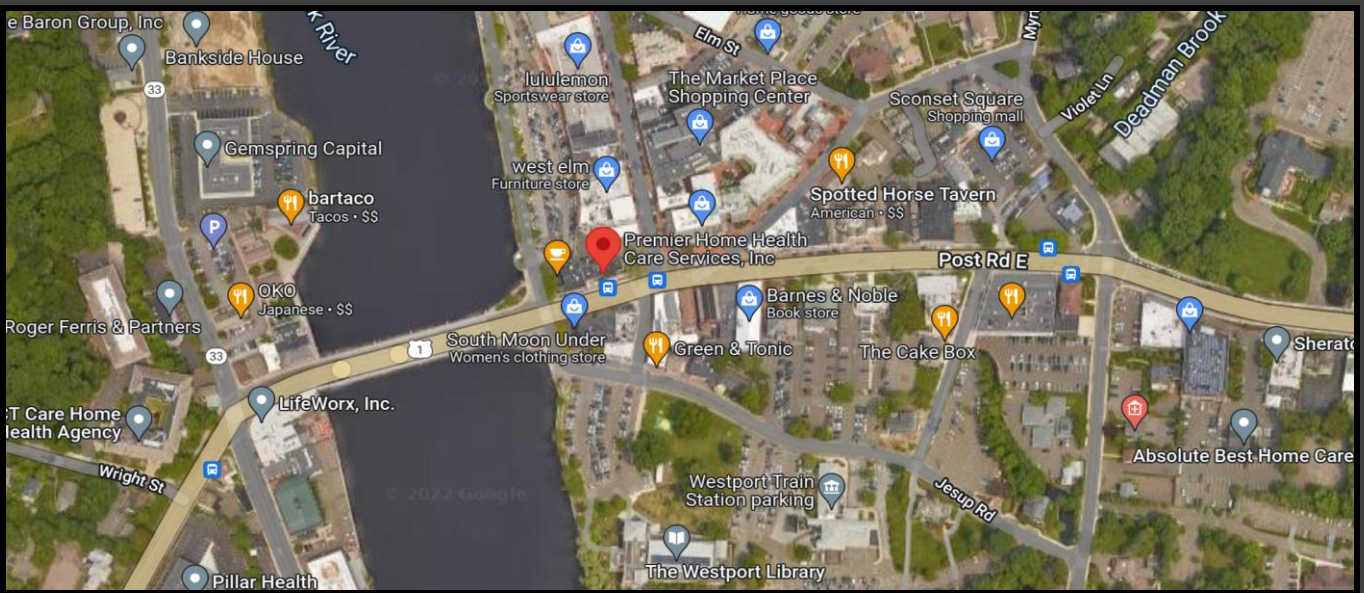 e Baron Group, Inc
Bankside House
33
k River
Elm St
lululemon
Sportswear store
The Market Place
Shopping Center
Sconset Square
Shopping mall
Violet Ln
Deadman Brook
Gemspring Capital
bartaco
Tacos • $$
P
west elm
Furniture store
Spotted Horse Tavern
American • $$
Premier Home Health
Care Services, Inc
Post Rd E
OKO
Japanese • $$
Roger Ferris & Partners
33
1
South Moon Under
Women's clothing store
Barnes & Noble
Book store
Green & Tonic
The Cake Box
Sherato
LifeWorx, Inc.
CT Care Home
Health Agency
Wright St
Absolute Best Home Care
2022 Google
Westport Train
Station parking
Jesup Rd
The Westport Library
Pillar Health